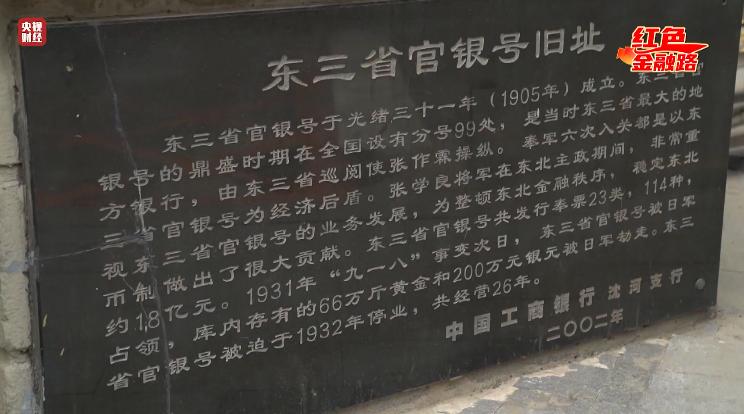 央视
财经
红色
金融路
东三省官银号旧址
东三省官银号于光绪三十一年（1905年）成立。东三省官
银号的鼎盛时期在全国设有分号99处，是当时东三省最大的地
方银行，由东三省巡阅使张作霖操纵。奉军六次入关都是以东
三省官银号为经济后盾。张学良将军在东北主政期间，非常重
视东三省官银号的业务发展，为整顿东北金融秩序，稳定东北
币制做出了很大贡献。东三省官银号共发行奉票23类，114种，
约18亿元。1931年“九一八”事变次日，东三省官银号被日军
占领，库内存有的66万斤黄金和200万元银元被日军劫走。东三
省官银号被迫于1932年停业，共经营26年。
中国工商银行沈河支行
二〇〇二年